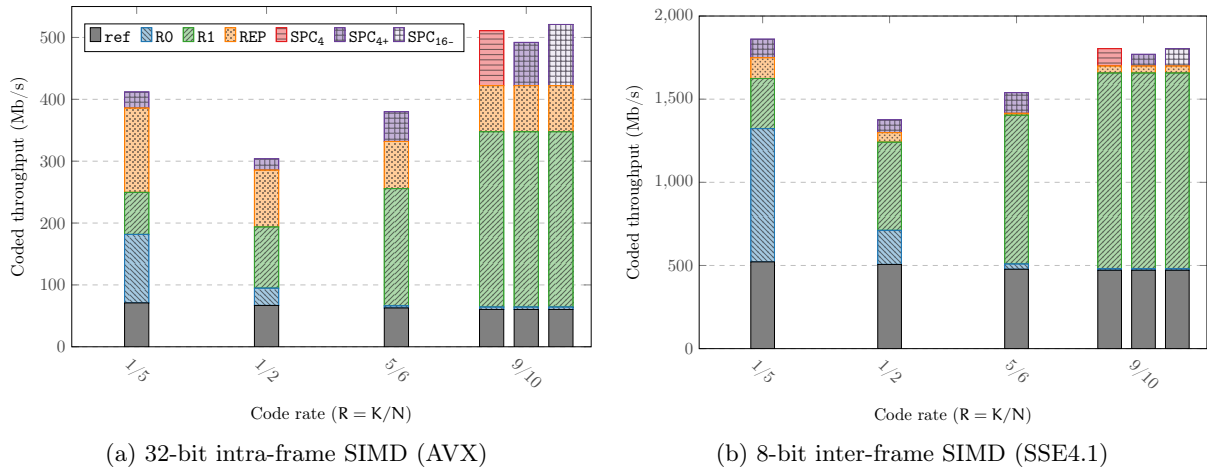 500
400
300
200
100
0
Coded throughput (Mb/s)
ref R0 R1 REP SPC4 SPC4+ SPC16-
1/5 1/2 5/6 9/10
Code rate (R = K/N)
(a) 32-bit intra-frame SIMD (AVX)
2,000
1,500
1,000
500
0
Coded throughput (Mb/s)
1/5 1/2 5/6 9/10
Code rate (R = K/N)
(b) 8-bit inter-frame SIMD (SSE4.1)